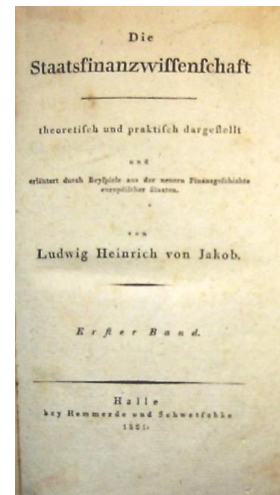 Die
Staatsfinanzwiſſenſchaft
theoretiſch und praktiſch dargeſtellt
und
erläutert durch Beyſpiele aus der neuern Finanzgeſchichte
europäiſcher Staaten.
von
Ludwig Heinrich von Jakob.
Erſter Band.
Halle
bey Hemmerde und Schwetſchke
1821.